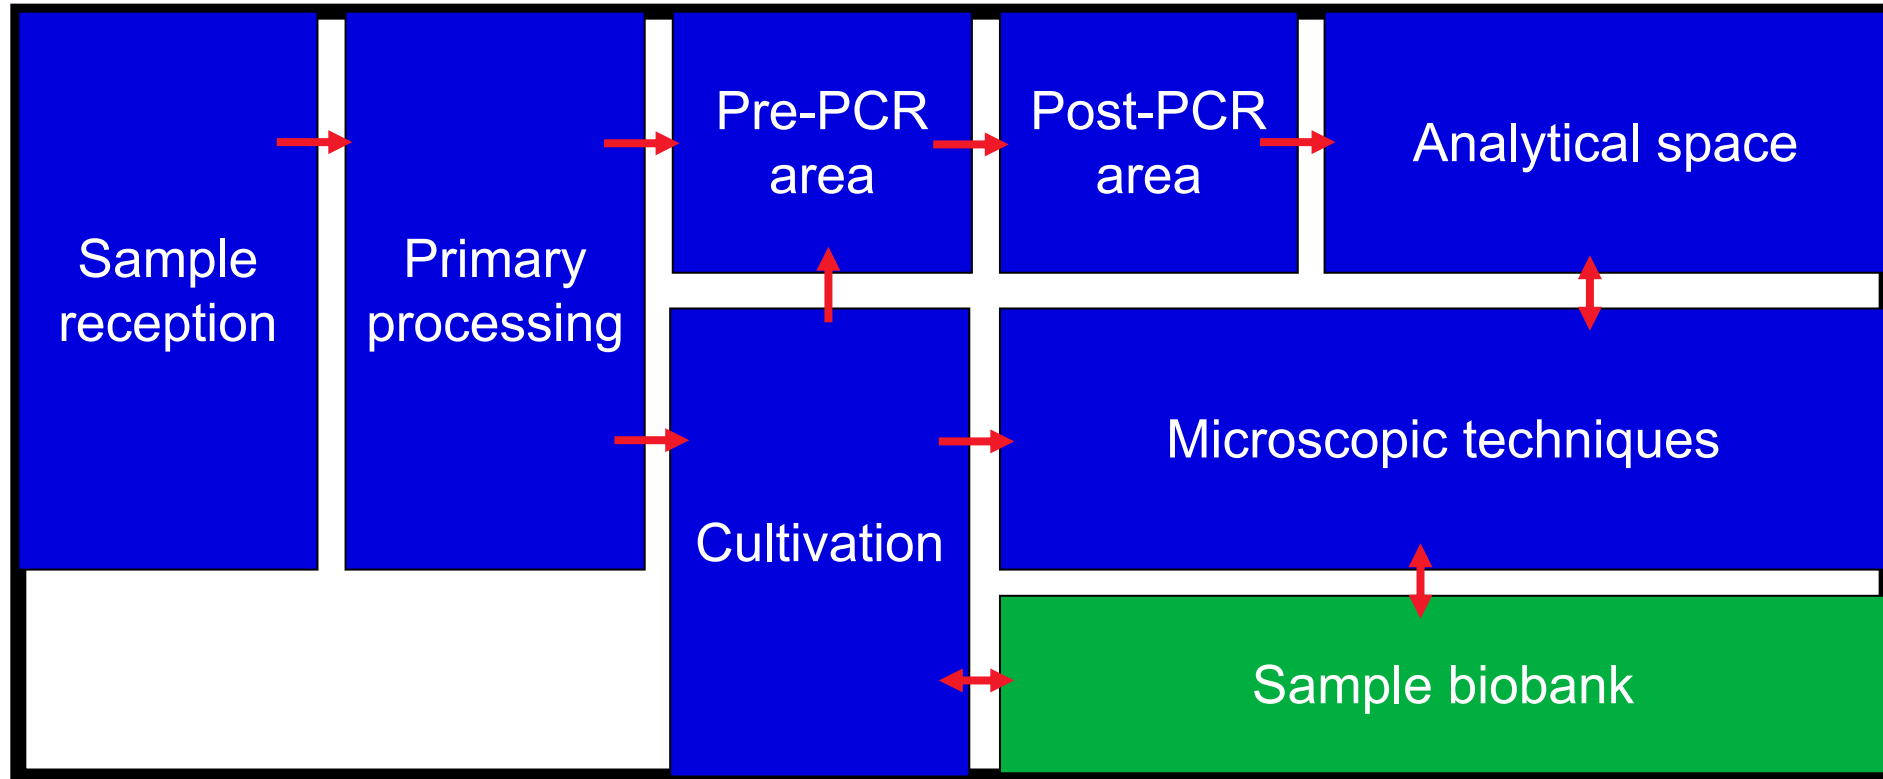 Sample
reception
Primary
processing
Pre-PCR
area
Post-PCR
area
Analytical space
Cultivation
Microscopic techniques
Sample biobank